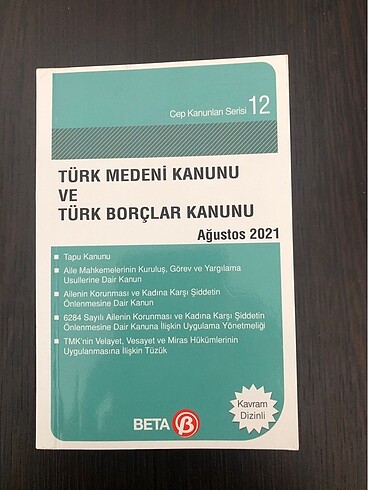 Cep Kanunları Serisi 12
TÜRK MEDENİ KANUNU
VE
TÜRK BORÇLAR KANUNU
Ağustos 2021
Tapu Kanunu
Aile Mahkemelerinin Kuruluş, Görev ve Yargılama
Usullerine Dair Kanun
Ailenin Korunması ve Kadına Karşı Şiddetin
Önlenmesine Dair Kanun
6284 Sayılı Ailenin Korunması ve Kadına Karşı Şiddetin
Önlenmesine Dair Kanuna İlişkin Uygulama Yönetmeliği
TMK'nin Velayet, Vesayet ve Miras Hükümlerinin
Uygulanmasına İlişkin Tüzük
Kavram
Dizinli
BETA B